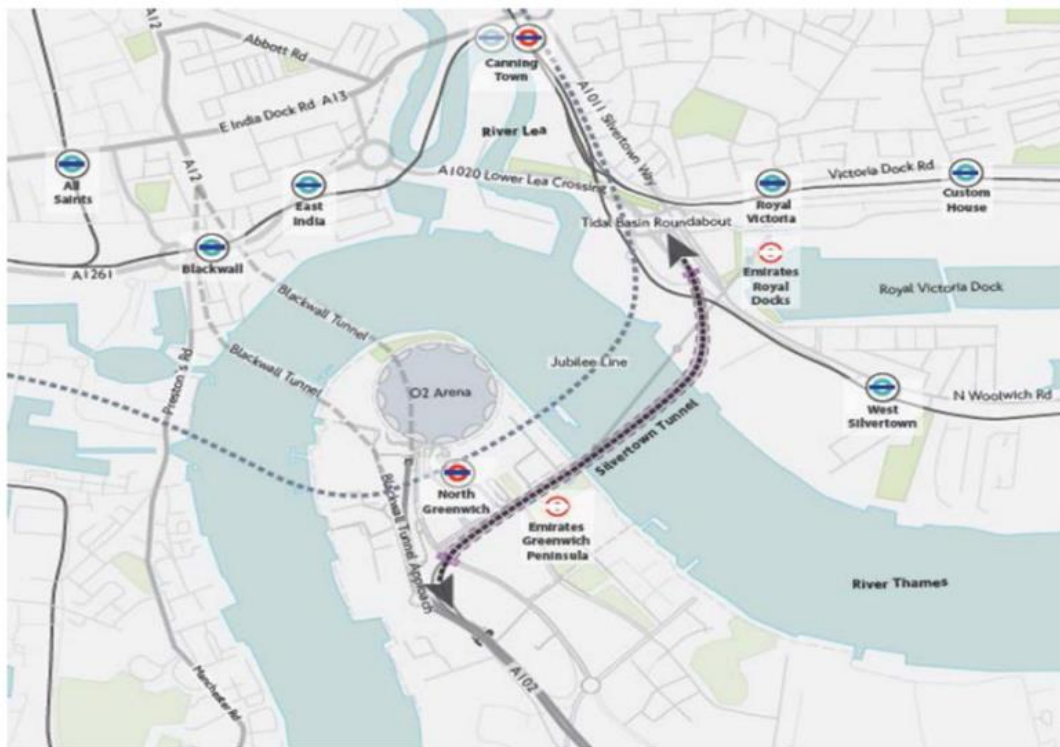 A12
Abbott Rd
Canning
Town
E India Dock Rd A13
River Lea
A1011 Silvertown Way
All
Saints
A12
East
India
A1020 Lower Lea Crossing
Royal
Victoria
Victoria Dock Rd
Custom
House
Tidal Basin Roundabout
Blackwall
A1261
Emirates
Royal
Docks
Royal Victoria Dock
Blackwall Tunnel
Blackwall Tunnel
Preston's Rd
Jubilee Line
O2 Arena
West
Silvertown
N Woolwich Rd
Silvertown Tunnel
North
Greenwich
Blackwall Tunnel Approach
Emirates
Greenwich
Peninsula
River Thames
Manchester Rd
A102